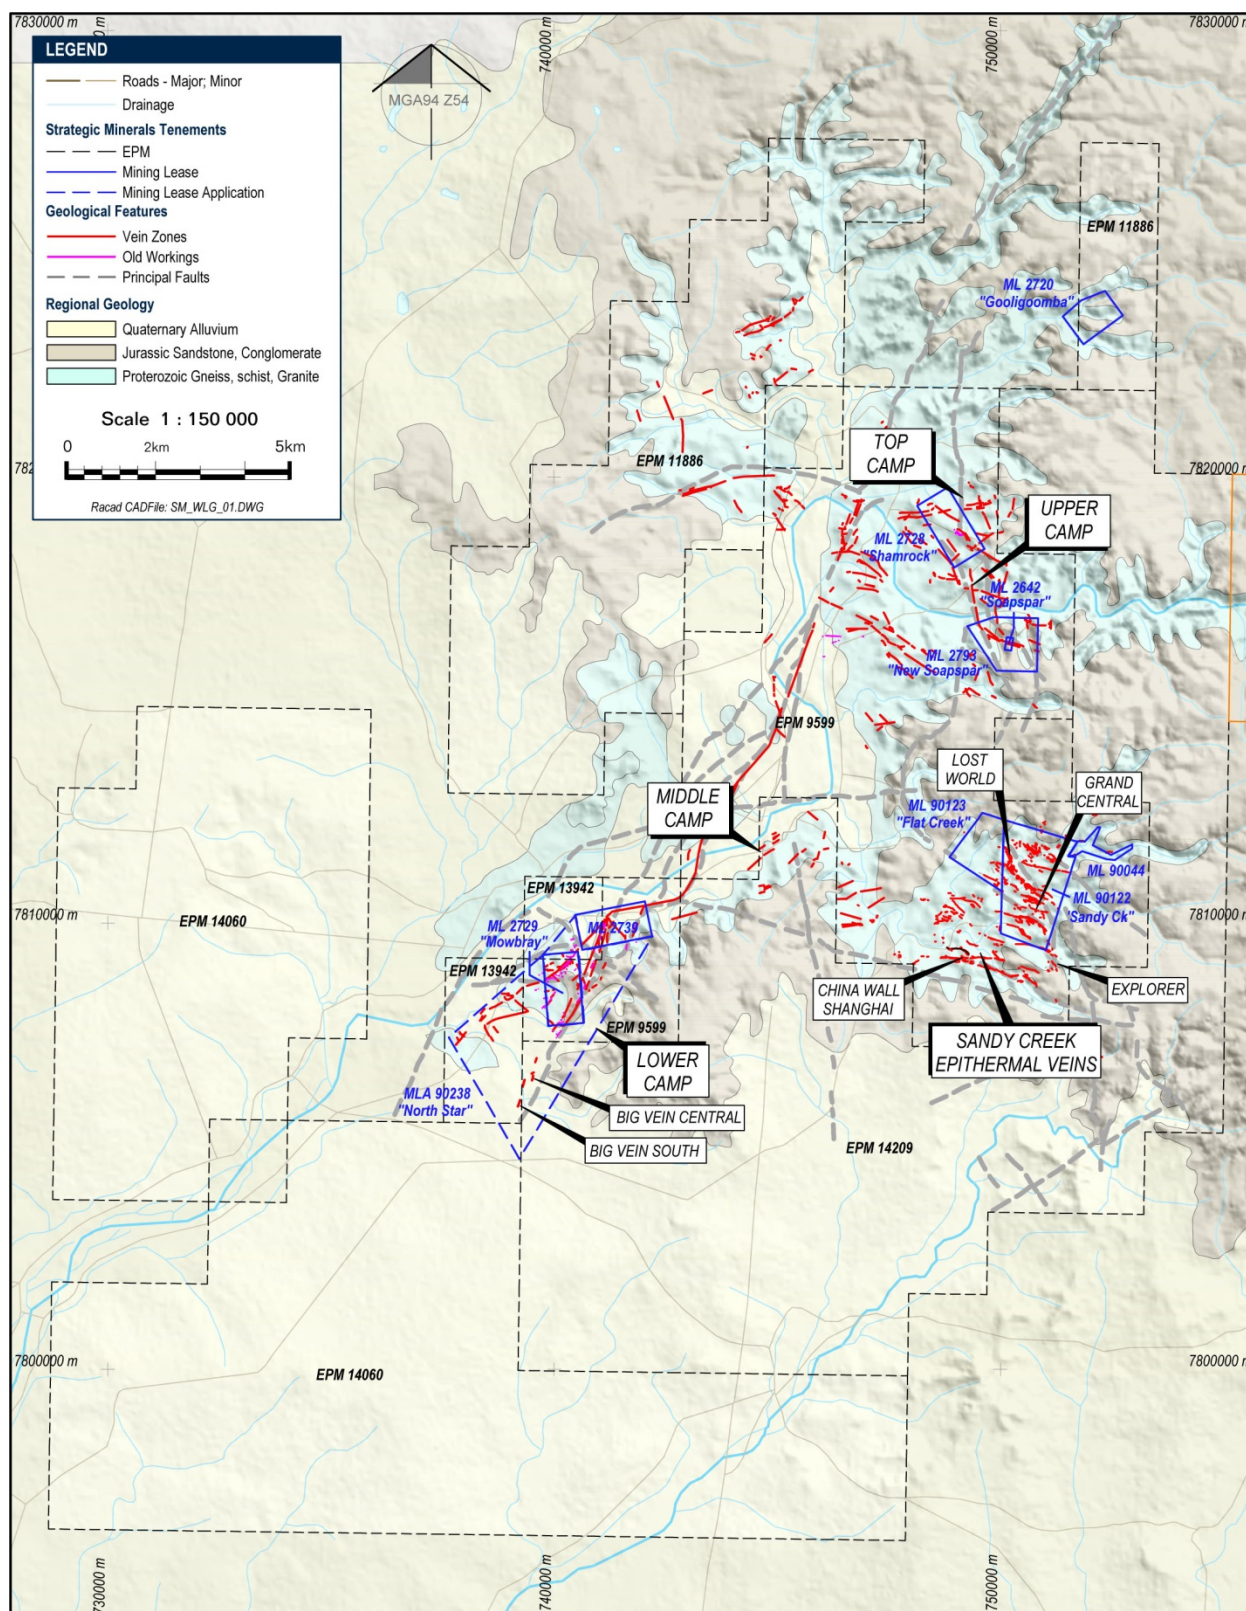 7830000 m
740000 m
750000 m
7830000 m
LEGEND
Roads - Major; Minor
Drainage
Strategic Minerals Tenements
EPM
Mining Lease
Mining Lease Application
Geological Features
Vein Zones
Old Workings
Principal Faults
Regional Geology
Quaternary Alluvium
Jurassic Sandstone, Conglomerate
Proterozoic Gneiss, schist, Granite
Scale 1 : 150 000
0 2km 5km
Racad CADFile: SM_WLG_01.DWG
MGA94 Z54
EPM 11886
ML 2720
"Gooligoomba"
TOP
CAMP
EPM 11886
7820000 m
UPPER
CAMP
ML 2728
"Shamrock"
ML 2642
"Soapspar"
ML 2793
"New Soapspar"
EPM 9599
LOST
WORLD
GRAND
CENTRAL
MIDDLE
CAMP
ML 90123
"Flat Creek"
ML 90044
ML 90122
"Sandy Ck"
EPM 13942
EPM 14060
7810000 m
7810000 m
ML 2729
"Mowbray"
ML 2739
EPM 13942
CHINA WALL
SHANGHAI
EXPLORER
EPM 9599
SANDY CREEK
EPITHERMAL VEINS
LOWER
CAMP
MLA 90238
"North Star"
BIG VEIN CENTRAL
BIG VEIN SOUTH
EPM 14209
7800000 m
7800000 m
EPM 14060
730000 m
740000 m
750000 m